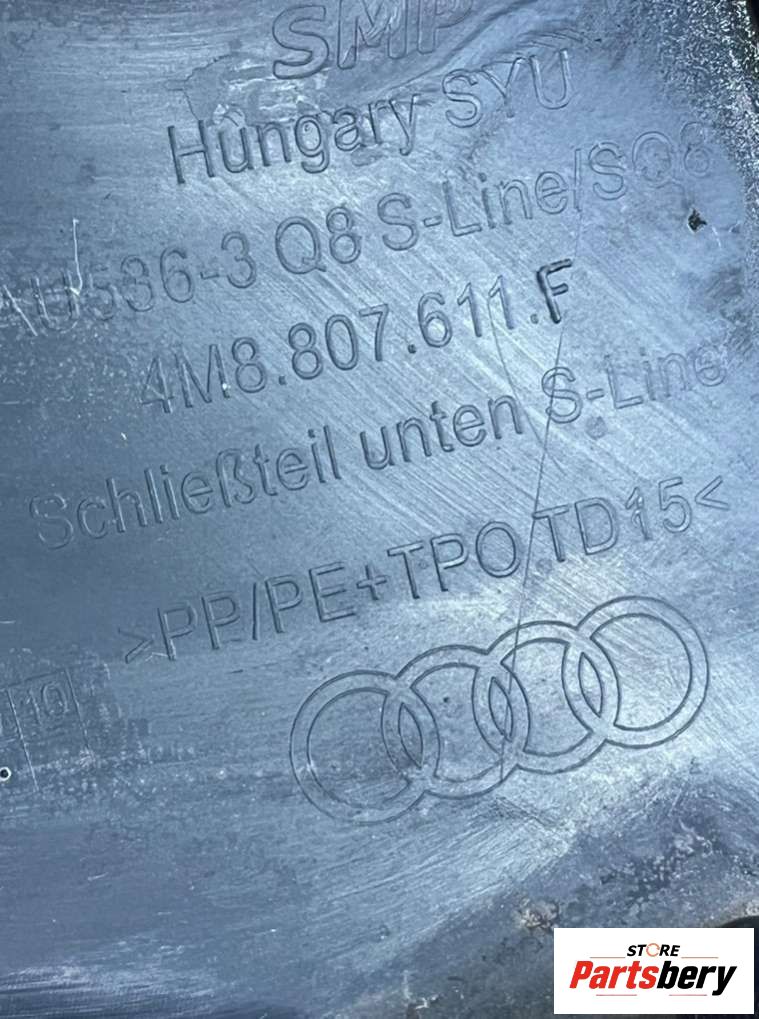 SMP
Hungary SYU
AU536-3 Q8 S-Line/SQ8
4M8.807.611.F
Schließteil unten S-Line
>PP/PE+TPO/TD15<
10
STORE
Partsbery